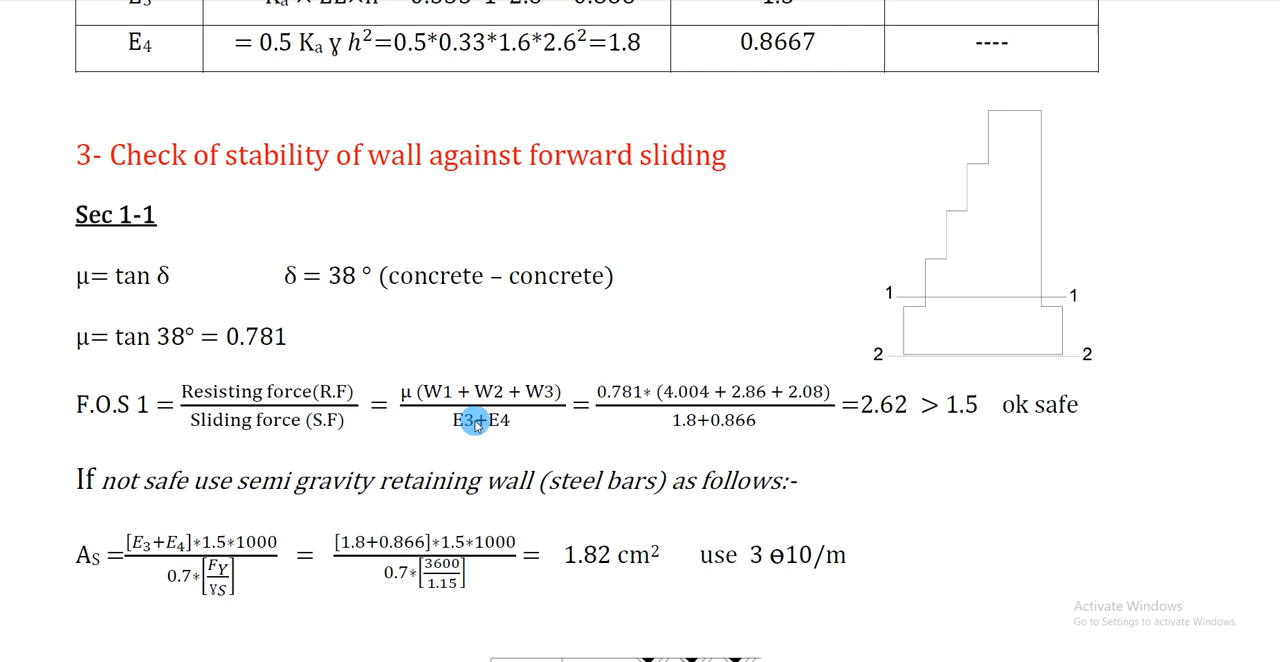 E₄ = 0.5 Kₐ γ h²=0.5*0.33*1.6*2.6²=1.8 0.8667 ----
3- Check of stability of wall against forward sliding
Sec 1-1
μ= tan δ δ = 38 ° (concrete – concrete)
1 1
μ= tan 38° = 0.781
2 2
F.O.S 1 = Resisting force(R.F) / Sliding force (S.F) = μ (W1 + W2 + W3) / E3+E4 = 0.781* (4.004 + 2.86 + 2.08) / 1.8+0.866 =2.62 > 1.5 ok safe
If not safe use semi gravity retaining wall (steel bars) as follows:-
Aₛ = [E₃+E₄]*1.5*1000 / 0.7*[Fy/γs] = [1.8+0.866]*1.5*1000 / 0.7*[3600/1.15] = 1.82 cm² use 3 ө10/m
Activate Windows
Go to Settings to activate Windows.